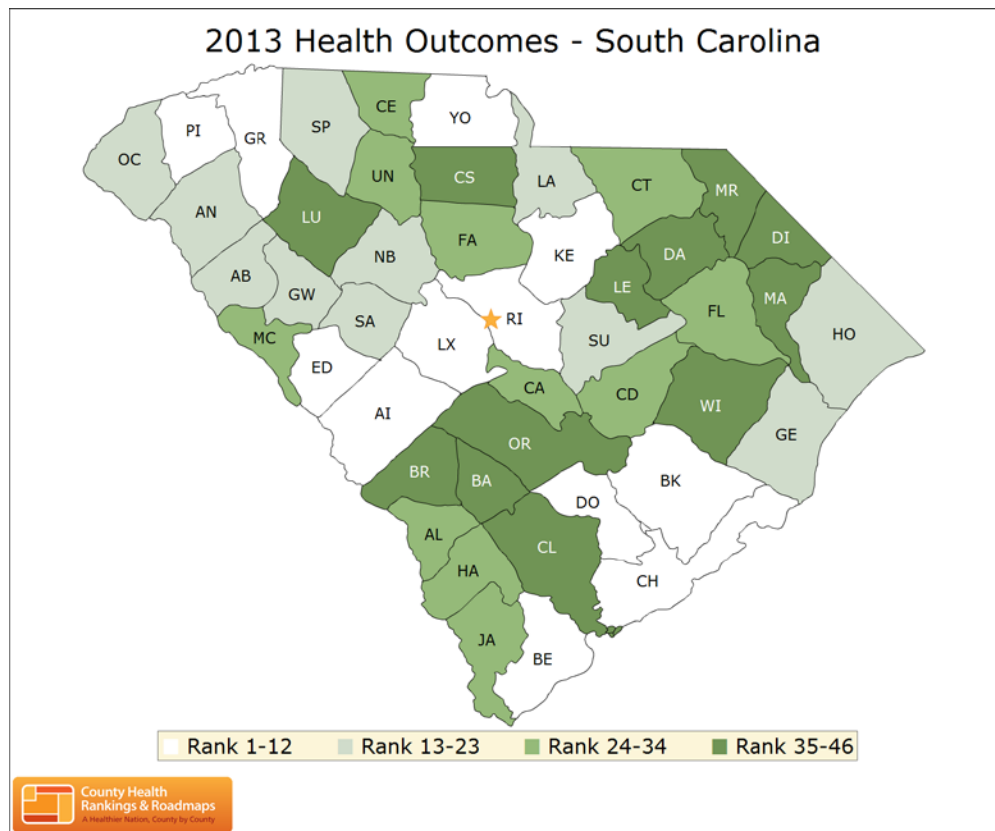 2013 Health Outcomes - South Carolina
CE
YO
SP
PI
GR
OC
UN
CS
LA
CT
MR
AN
LU
FA
NB
KE
DA
DI
AB
GW
LE
MA
SA
RI
FL
HO
MC
LX
SU
ED
CA
CD
WI
AI
GE
OR
BR
BA
BK
DO
AL
CL
HA
CH
JA
BE
Rank 1-12 Rank 13-23 Rank 24-34 Rank 35-46
County Health
Rankings & Roadmaps
A Healthier Nation, County by County